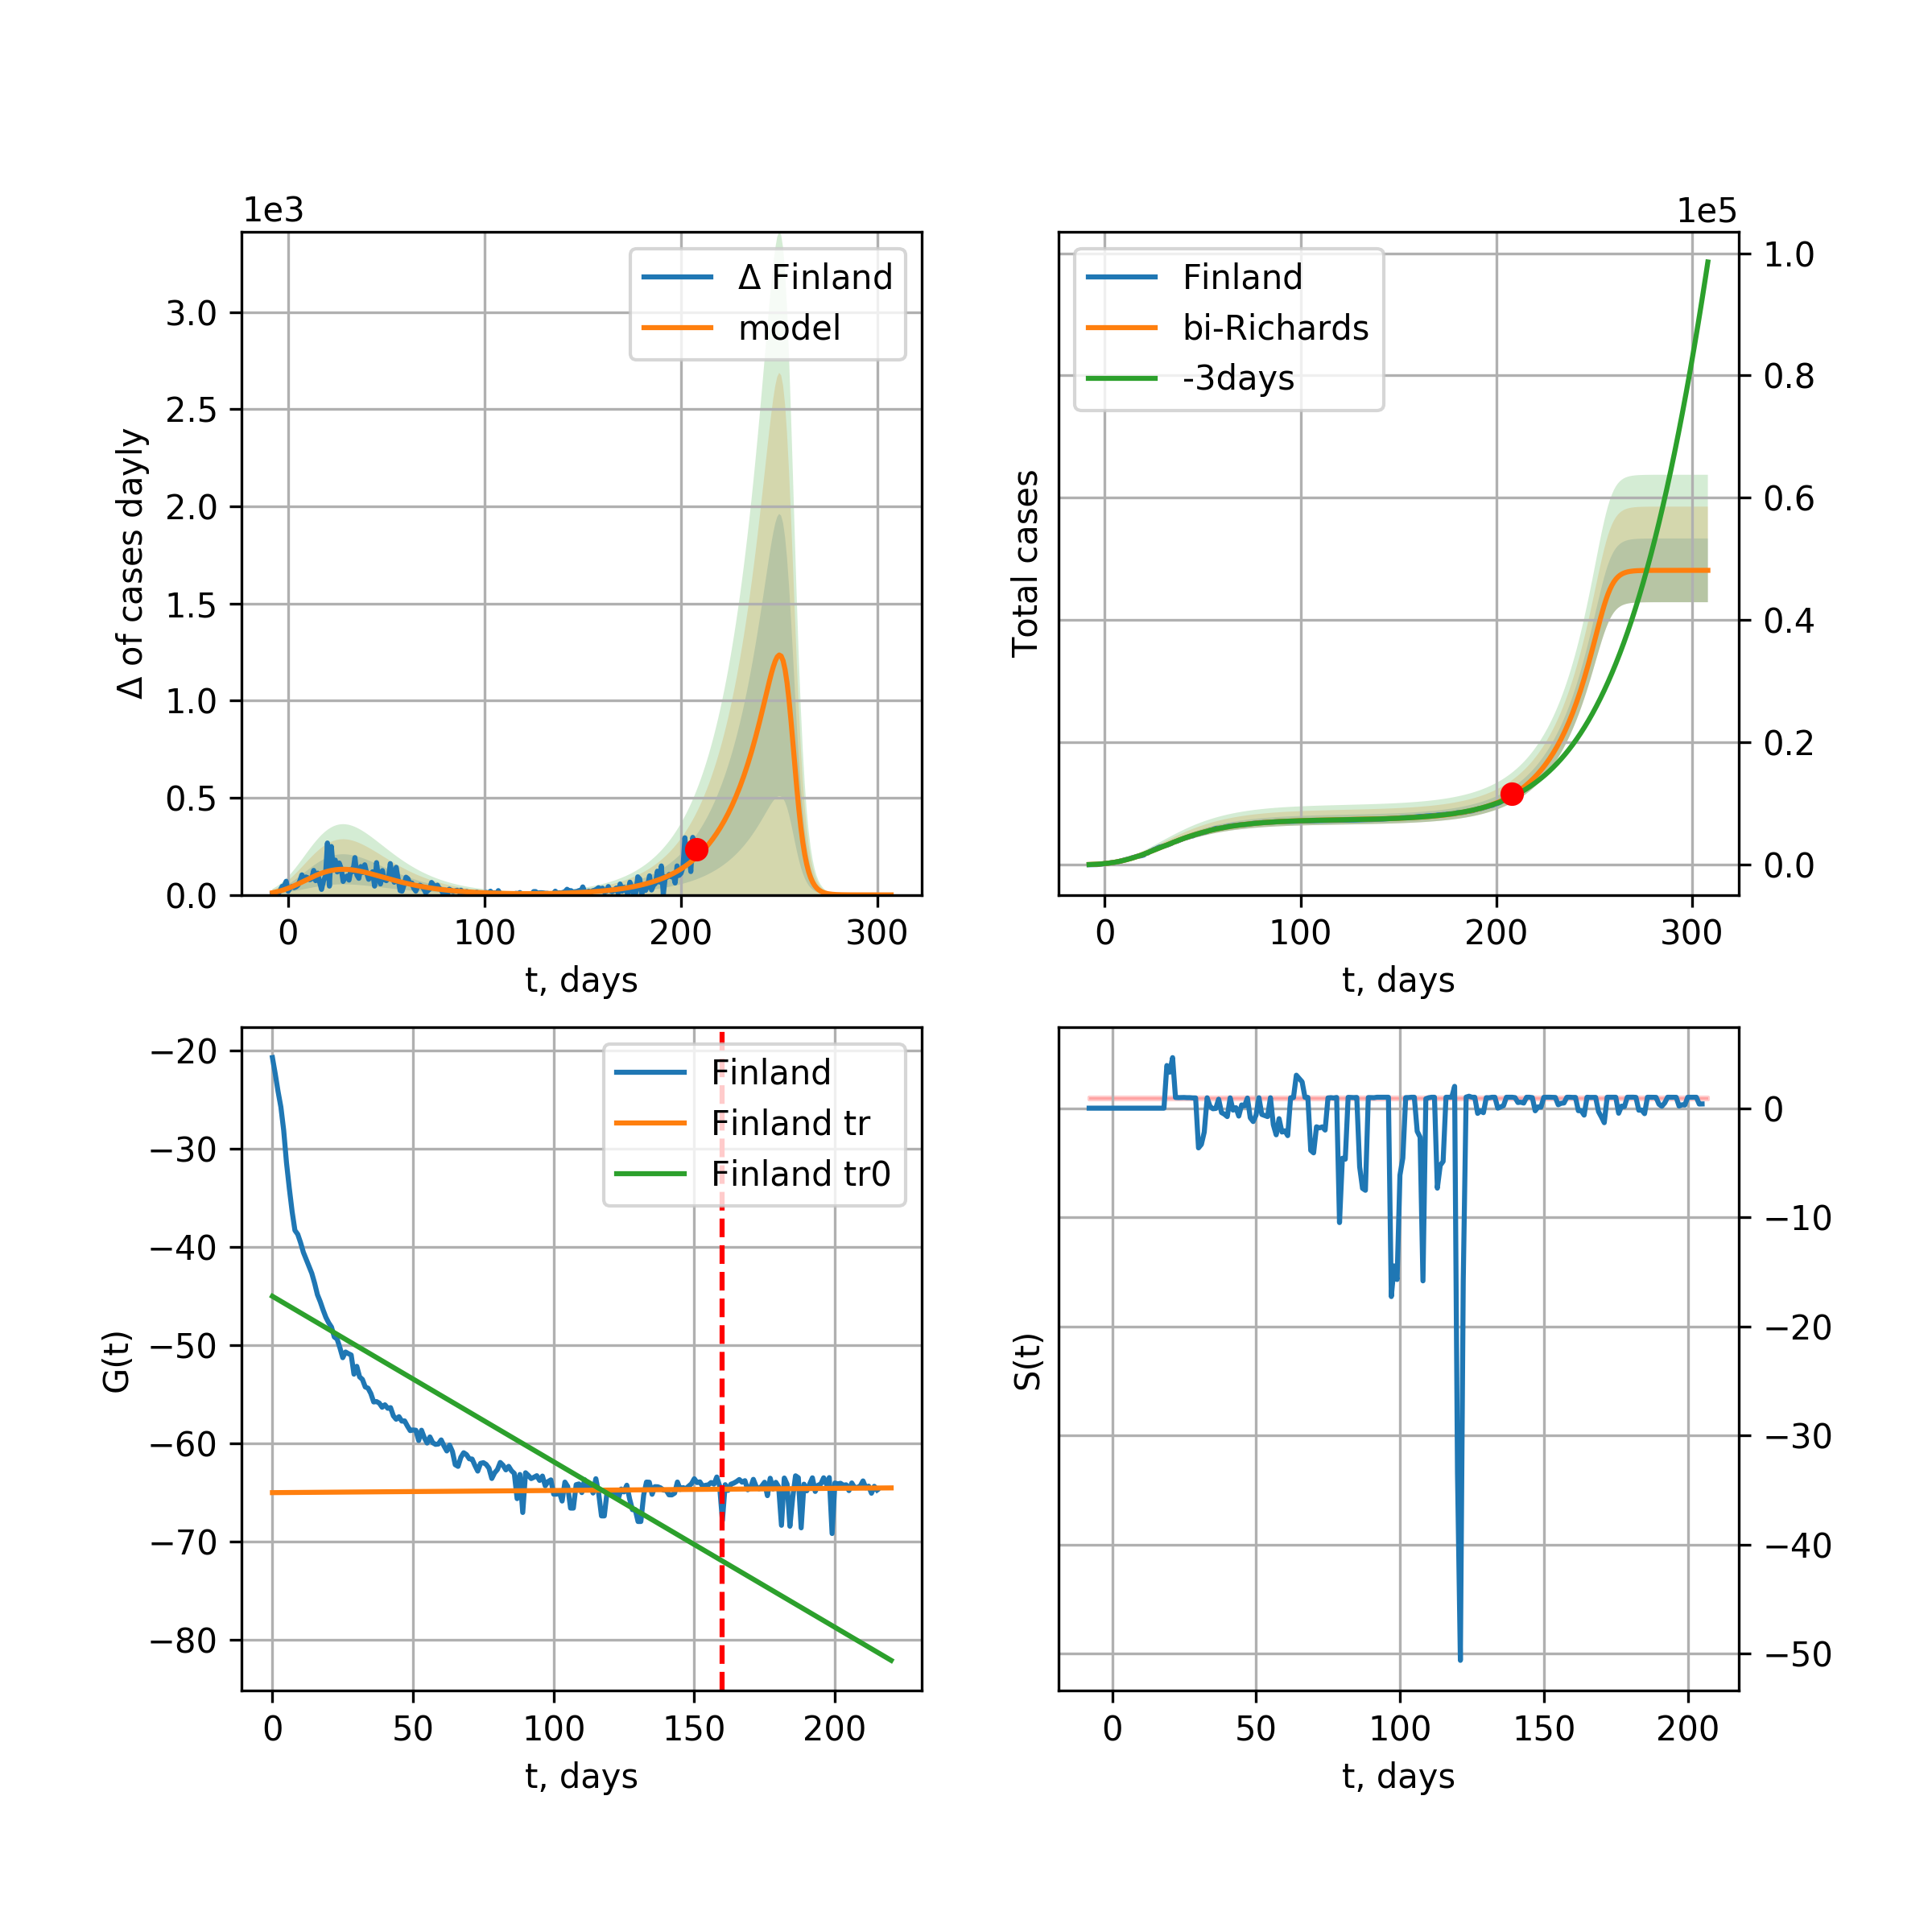 1e3
Δ of cases dayly
3.0
2.5
2.0
1.5
1.0
0.5
0.0
0 100 200 300
t, days
Δ Finland
model
1e5
Total cases
1.0
0.8
0.6
0.4
0.2
0.0
0 100 200 300
t, days
Finland
bi-Richards
-3days
G(t)
−20
−30
−40
−50
−60
−70
−80
0 50 100 150 200
t, days
Finland
Finland tr
Finland tr0
S(t)
0
−10
−20
−30
−40
−50
0 50 100 150 200
t, days